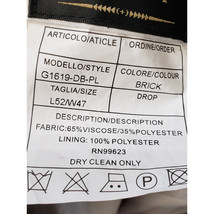 ARTICOLO/ATICLE ORDINE/ORDER
MODELLO/STYLE COLORE/COLOUR
G1619-DB-PL BRICK
TAGLIA/SIZE DROP
L52/W47
DESCRIPTION/DESCRIPTION
FABRIC:65%VISCOSE/35%POLYESTER
LINING: 100% POLYESTER
RN99623
DRY CLEAN ONLY